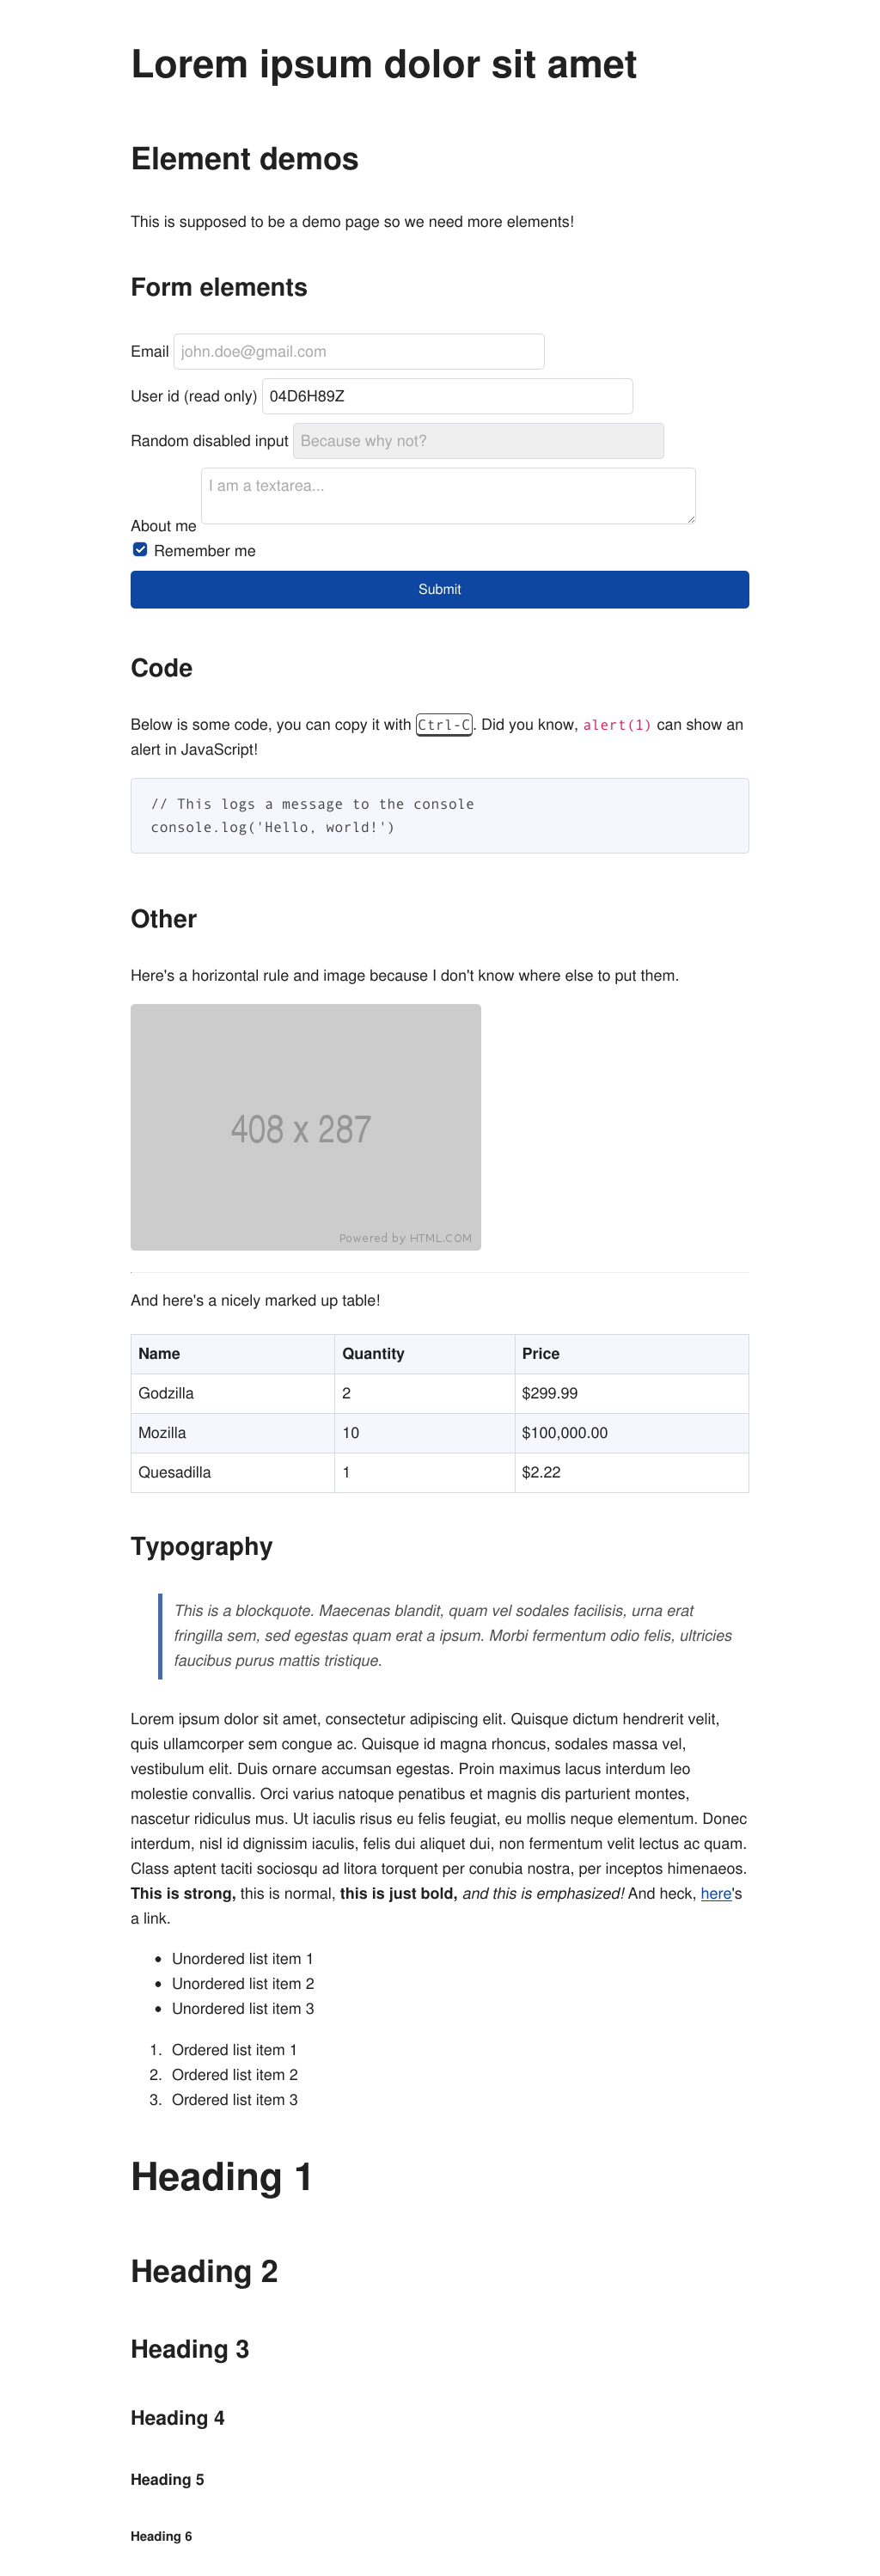 Lorem ipsum dolor sit amet
Element demos
This is supposed to be a demo page so we need more elements!
Form elements
Email john.doe@gmail.com
User id (read only) 04D6H89Z
Random disabled input Because why not?
I am a textarea...
About me
Remember me
Submit
Code
Below is some code, you can copy it with Ctrl-C. Did you know, alert(1) can show an
alert in JavaScript!
// This logs a message to the console
console.log('Hello, world!')
Other
Here's a horizontal rule and image because I don't know where else to put them.
408 x 287
Powered by HTML.COM
And here's a nicely marked up table!
Name Quantity Price
Godzilla 2 $299.99
Mozilla 10 $100,000.00
Quesadilla 1 $2.22
Typography
This is a blockquote. Maecenas blandit, quam vel sodales facilisis, urna erat
fringilla sem, sed egestas quam erat a ipsum. Morbi fermentum odio felis, ultricies
faucibus purus mattis tristique.
Lorem ipsum dolor sit amet, consectetur adipiscing elit. Quisque dictum hendrerit velit,
quis ullamcorper sem congue ac. Quisque id magna rhoncus, sodales massa vel,
vestibulum elit. Duis ornare accumsan egestas. Proin maximus lacus interdum leo
molestie convallis. Orci varius natoque penatibus et magnis dis parturient montes,
nascetur ridiculus mus. Ut iaculis risus eu felis feugiat, eu mollis neque elementum. Donec
interdum, nisl id dignissim iaculis, felis dui aliquet dui, non fermentum velit lectus ac quam.
Class aptent taciti sociosqu ad litora torquent per conubia nostra, per inceptos himenaeos.
This is strong, this is normal, this is just bold, and this is emphasized! And heck, here's
a link.
• Unordered list item 1
• Unordered list item 2
• Unordered list item 3
1. Ordered list item 1
2. Ordered list item 2
3. Ordered list item 3
Heading 1
Heading 2
Heading 3
Heading 4
Heading 5
Heading 6